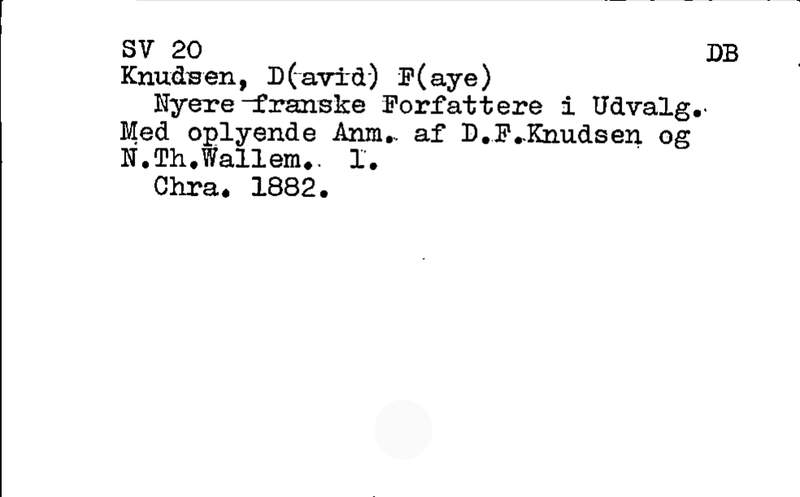 SV 20 DB
Knudsen, D(avid) F(aye)
Nyere franske Forfattere i Udvalg.
Med oplyende Anm. af D.F.Knudsen og
N.Th.Wallem. 1.
Chra. 1882.